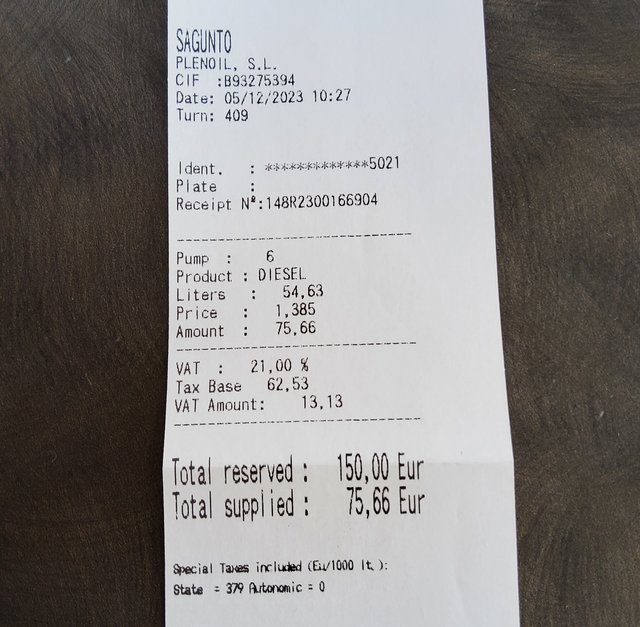 SAGUNTO
PLENOIL, S.L.
CIF :B93275394
Date: 05/12/2023 10:27
Turn: 409
Ident. : *************5021
Plate :
Receipt Nº:148R2300166904
Pump : 6
Product : DIESEL
Liters : 54,63
Price : 1,385
Amount : 75,66
VAT : 21,00 %
Tax Base 62,53
VAT Amount: 13,13
Total reserved : 150,00 Eur
Total supplied : 75,66 Eur
Special Taxes included (Eu/1000 lt.):
State = 379 Autonomic = 0